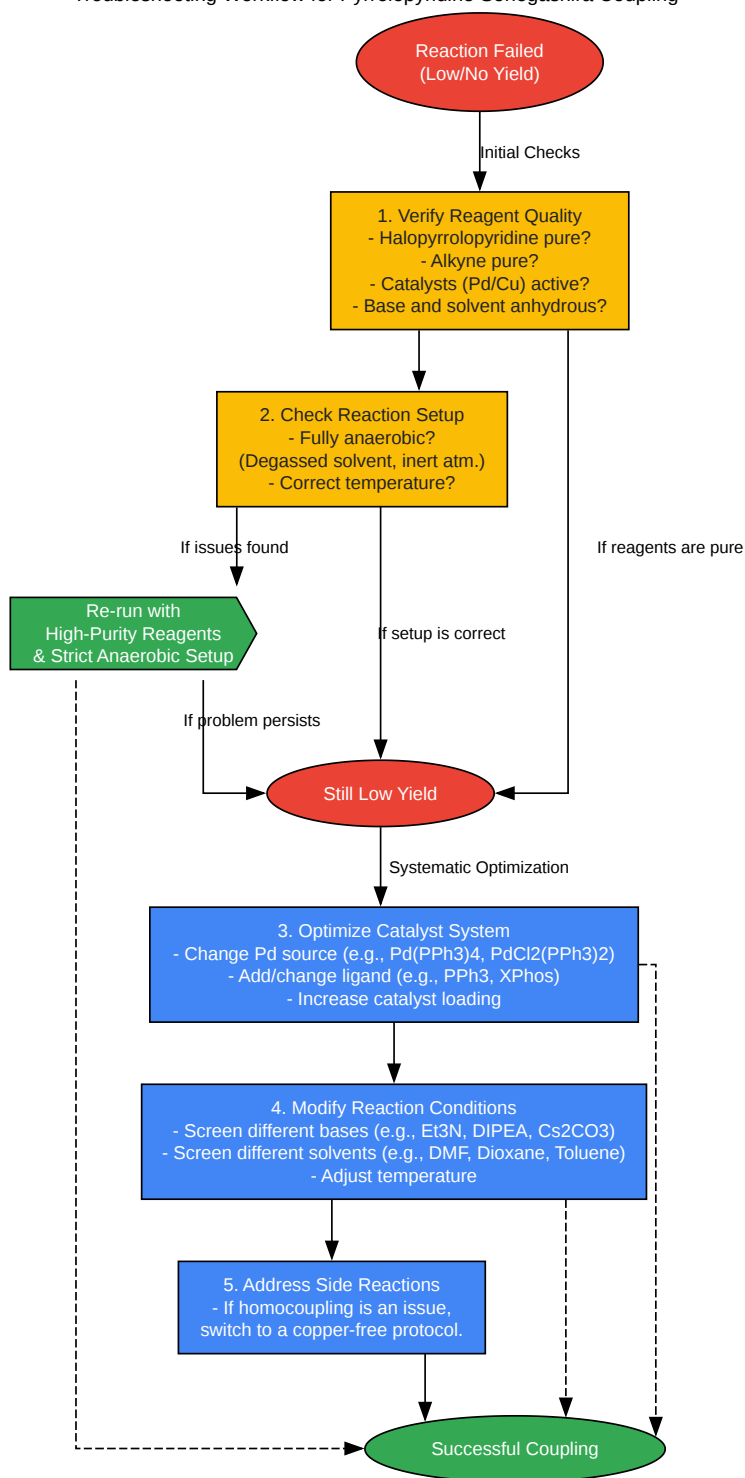 Troubleshooting Workflow for Pyrrolopyridine Sonogashira Coupling
Reaction Failed
(Low/No Yield)
Initial Checks
1. Verify Reagent Quality
- Halopyrrolopyridine pure?
- Alkyne pure?
- Catalysts (Pd/Cu) active?
- Base and solvent anhydrous?
2. Check Reaction Setup
- Fully anaerobic?
(Degassed solvent, inert atm.)
- Correct temperature?
If issues found
If reagents are pure
Re-run with
High-Purity Reagents
& Strict Anaerobic Setup
If setup is correct
If problem persists
Still Low Yield
Systematic Optimization
3. Optimize Catalyst System
- Change Pd source (e.g., Pd(PPh3)4, PdCl2(PPh3)2)
- Add/change ligand (e.g., PPh3, XPhos)
- Increase catalyst loading
4. Modify Reaction Conditions
- Screen different bases (e.g., Et3N, DIPEA, Cs2CO3)
- Screen different solvents (e.g., DMF, Dioxane, Toluene)
- Adjust temperature
5. Address Side Reactions
- If homocoupling is an issue,
switch to a copper-free protocol.
Successful Coupling